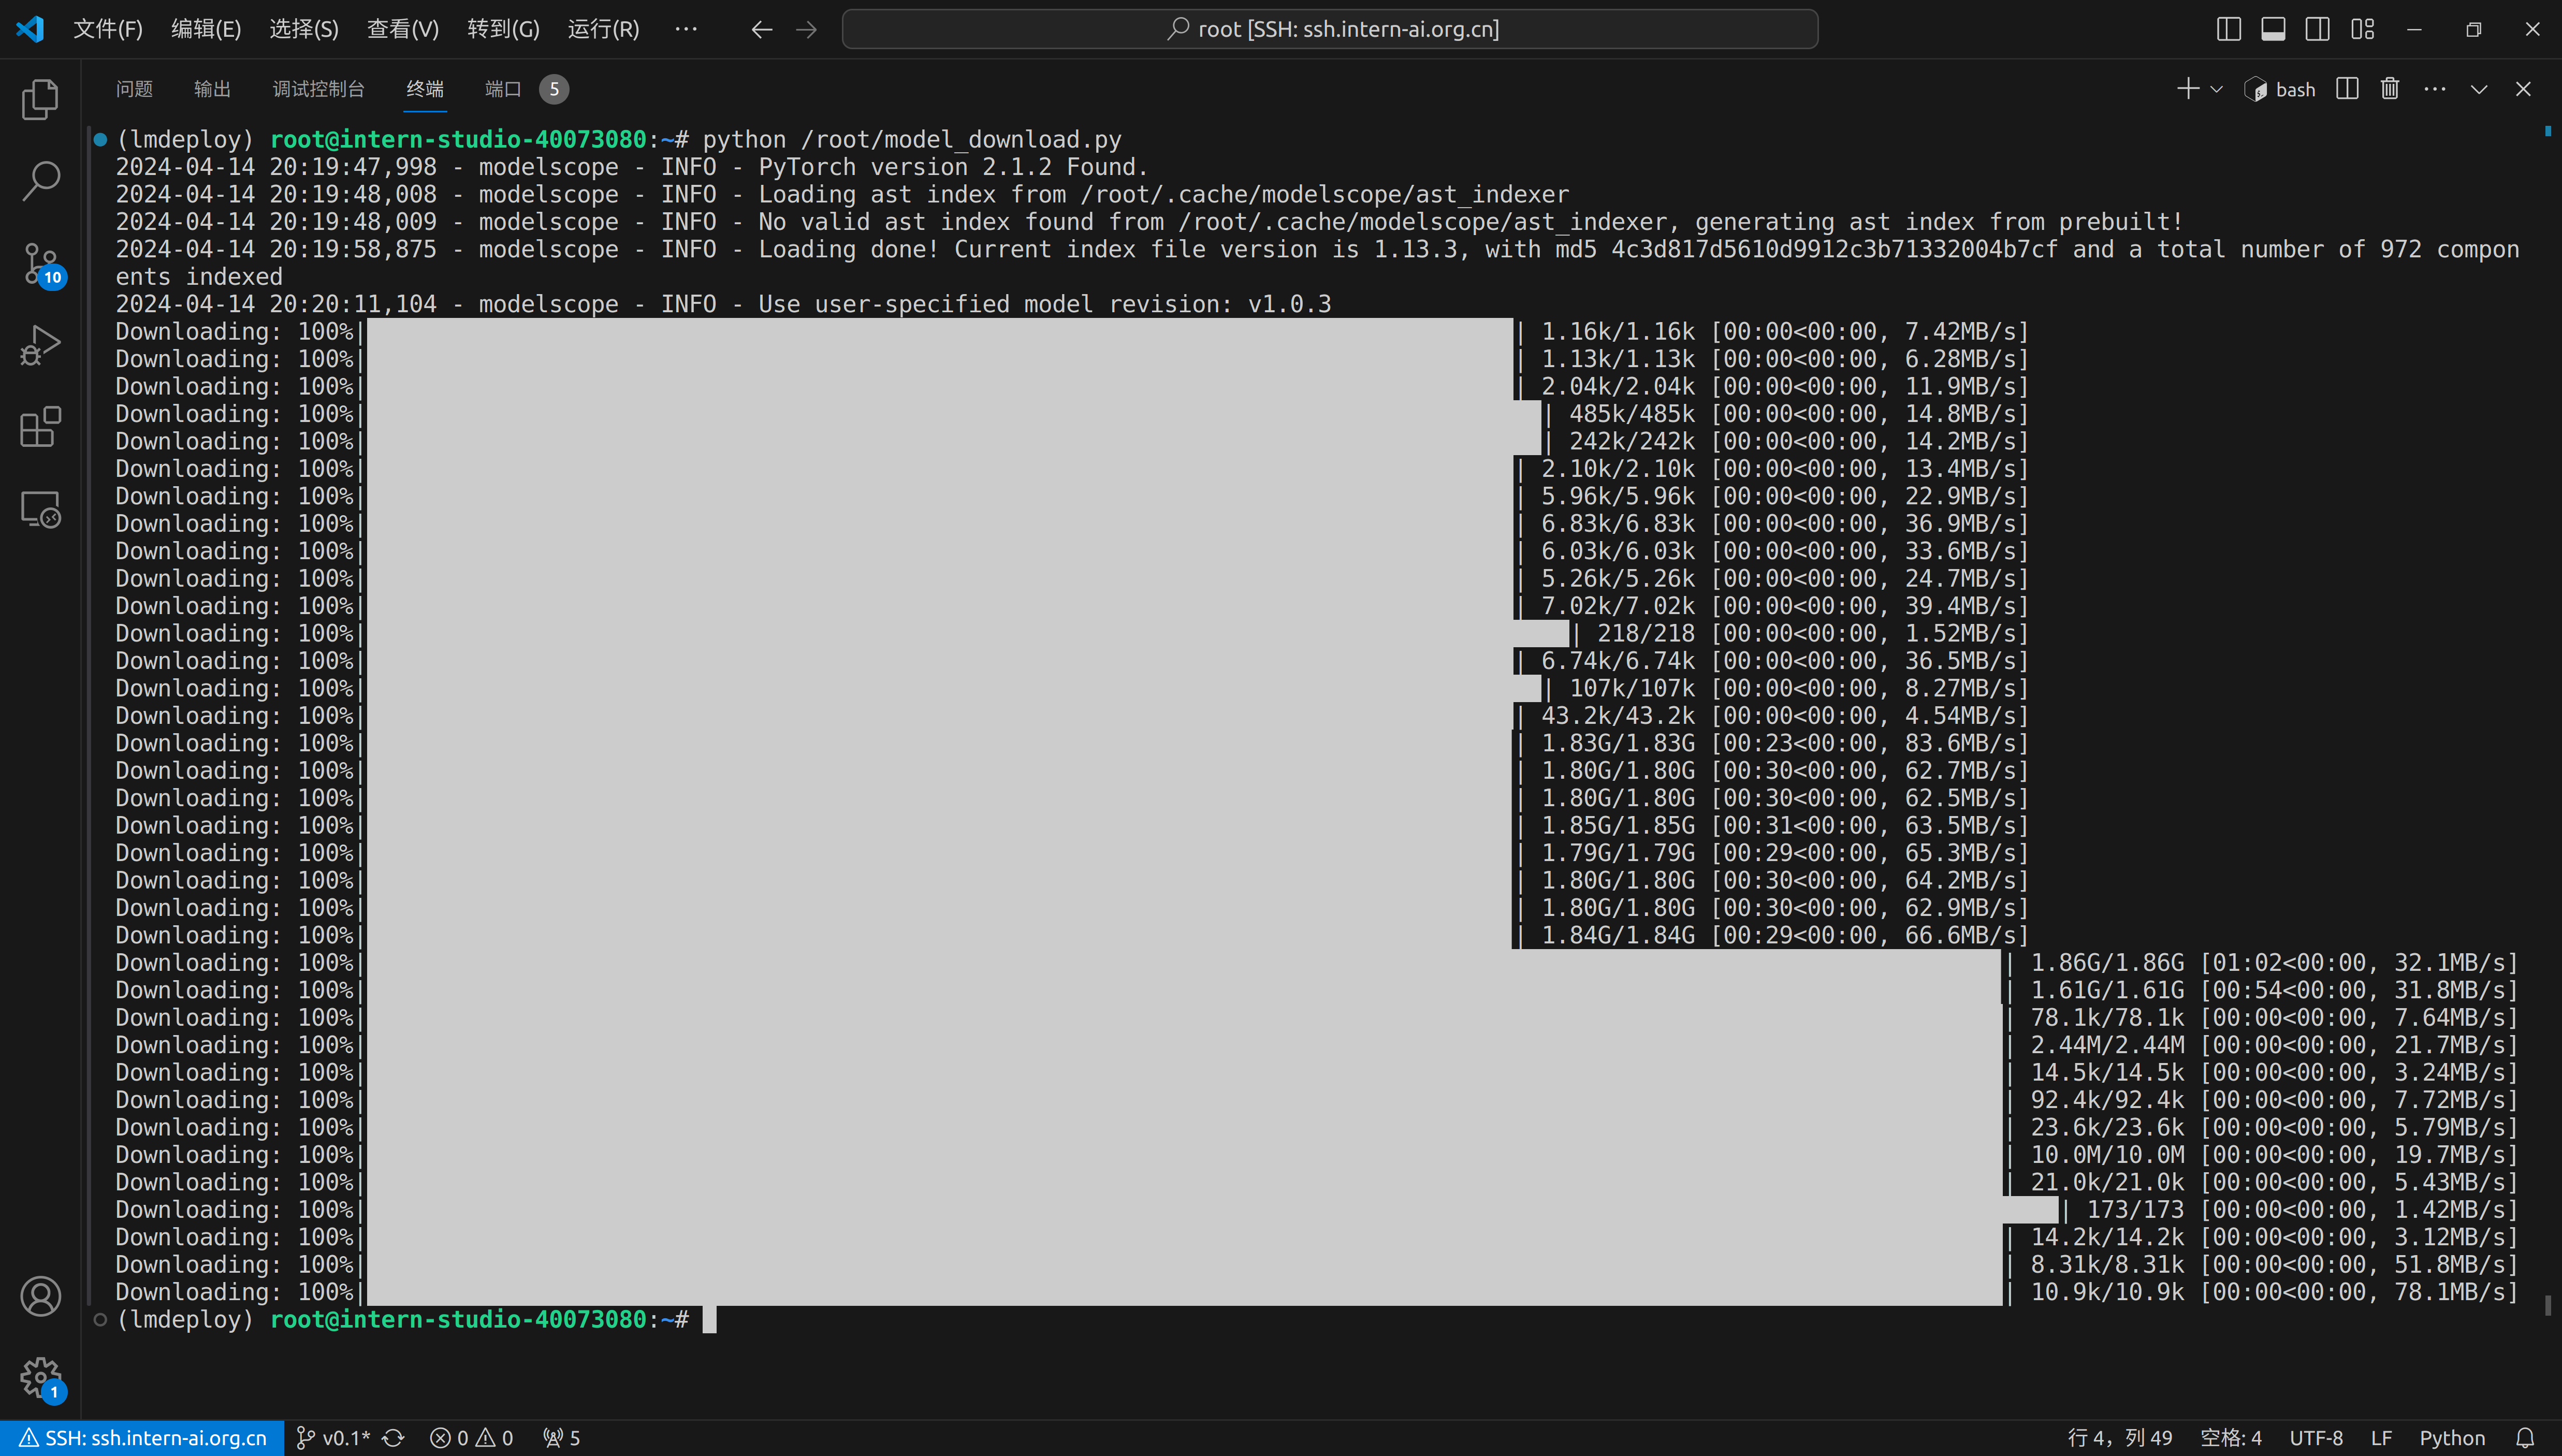 文件(F) 编辑(E) 选择(S) 查看(V) 转到(G) 运行(R) ··· root [SSH: ssh.intern-ai.org.cn]
问题 输出 调试控制台 终端 端口 5 bash
(lmdeploy) root@intern-studio-40073080:~# python /root/model_download.py
2024-04-14 20:19:47,998 - modelscope - INFO - PyTorch version 2.1.2 Found.
2024-04-14 20:19:48,008 - modelscope - INFO - Loading ast index from /root/.cache/modelscope/ast_indexer
2024-04-14 20:19:48,009 - modelscope - INFO - No valid ast index found from /root/.cache/modelscope/ast_indexer, generating ast index from prebuilt!
2024-04-14 20:19:58,875 - modelscope - INFO - Loading done! Current index file version is 1.13.3, with md5 4c3d817d5610d9912c3b71332004b7cf and a total number of 972 compon
ents indexed
2024-04-14 20:20:11,104 - modelscope - INFO - Use user-specified model revision: v1.0.3
Downloading: 100%| | 1.16k/1.16k [00:00<00:00, 7.42MB/s]
Downloading: 100%| | 1.13k/1.13k [00:00<00:00, 6.28MB/s]
Downloading: 100%| | 2.04k/2.04k [00:00<00:00, 11.9MB/s]
Downloading: 100%| | 485k/485k [00:00<00:00, 14.8MB/s]
Downloading: 100%| | 242k/242k [00:00<00:00, 14.2MB/s]
Downloading: 100%| | 2.10k/2.10k [00:00<00:00, 13.4MB/s]
Downloading: 100%| | 5.96k/5.96k [00:00<00:00, 22.9MB/s]
Downloading: 100%| | 6.83k/6.83k [00:00<00:00, 36.9MB/s]
Downloading: 100%| | 6.03k/6.03k [00:00<00:00, 33.6MB/s]
Downloading: 100%| | 5.26k/5.26k [00:00<00:00, 24.7MB/s]
Downloading: 100%| | 7.02k/7.02k [00:00<00:00, 39.4MB/s]
Downloading: 100%| | 218/218 [00:00<00:00, 1.52MB/s]
Downloading: 100%| | 6.74k/6.74k [00:00<00:00, 36.5MB/s]
Downloading: 100%| | 107k/107k [00:00<00:00, 8.27MB/s]
Downloading: 100%| | 43.2k/43.2k [00:00<00:00, 4.54MB/s]
Downloading: 100%| | 1.83G/1.83G [00:23<00:00, 83.6MB/s]
Downloading: 100%| | 1.80G/1.80G [00:30<00:00, 62.7MB/s]
Downloading: 100%| | 1.80G/1.80G [00:30<00:00, 62.5MB/s]
Downloading: 100%| | 1.85G/1.85G [00:31<00:00, 63.5MB/s]
Downloading: 100%| | 1.79G/1.79G [00:29<00:00, 65.3MB/s]
Downloading: 100%| | 1.80G/1.80G [00:30<00:00, 64.2MB/s]
Downloading: 100%| | 1.80G/1.80G [00:30<00:00, 62.9MB/s]
Downloading: 100%| | 1.84G/1.84G [00:29<00:00, 66.6MB/s]
Downloading: 100%| | 1.86G/1.86G [01:02<00:00, 32.1MB/s]
Downloading: 100%| | 1.61G/1.61G [00:54<00:00, 31.8MB/s]
Downloading: 100%| | 78.1k/78.1k [00:00<00:00, 7.64MB/s]
Downloading: 100%| | 2.44M/2.44M [00:00<00:00, 21.7MB/s]
Downloading: 100%| | 14.5k/14.5k [00:00<00:00, 3.24MB/s]
Downloading: 100%| | 92.4k/92.4k [00:00<00:00, 7.72MB/s]
Downloading: 100%| | 23.6k/23.6k [00:00<00:00, 5.79MB/s]
Downloading: 100%| | 10.0M/10.0M [00:00<00:00, 19.7MB/s]
Downloading: 100%| | 21.0k/21.0k [00:00<00:00, 5.43MB/s]
Downloading: 100%| | 173/173 [00:00<00:00, 1.42MB/s]
Downloading: 100%| | 14.2k/14.2k [00:00<00:00, 3.12MB/s]
Downloading: 100%| | 8.31k/8.31k [00:00<00:00, 51.8MB/s]
Downloading: 100%| | 10.9k/10.9k [00:00<00:00, 78.1MB/s]
(lmdeploy) root@intern-studio-40073080:~#
10
1
SSH: ssh.intern-ai.org.cn v0.1* 0 0 5 行 4，列 49 空格: 4 UTF-8 LF Python